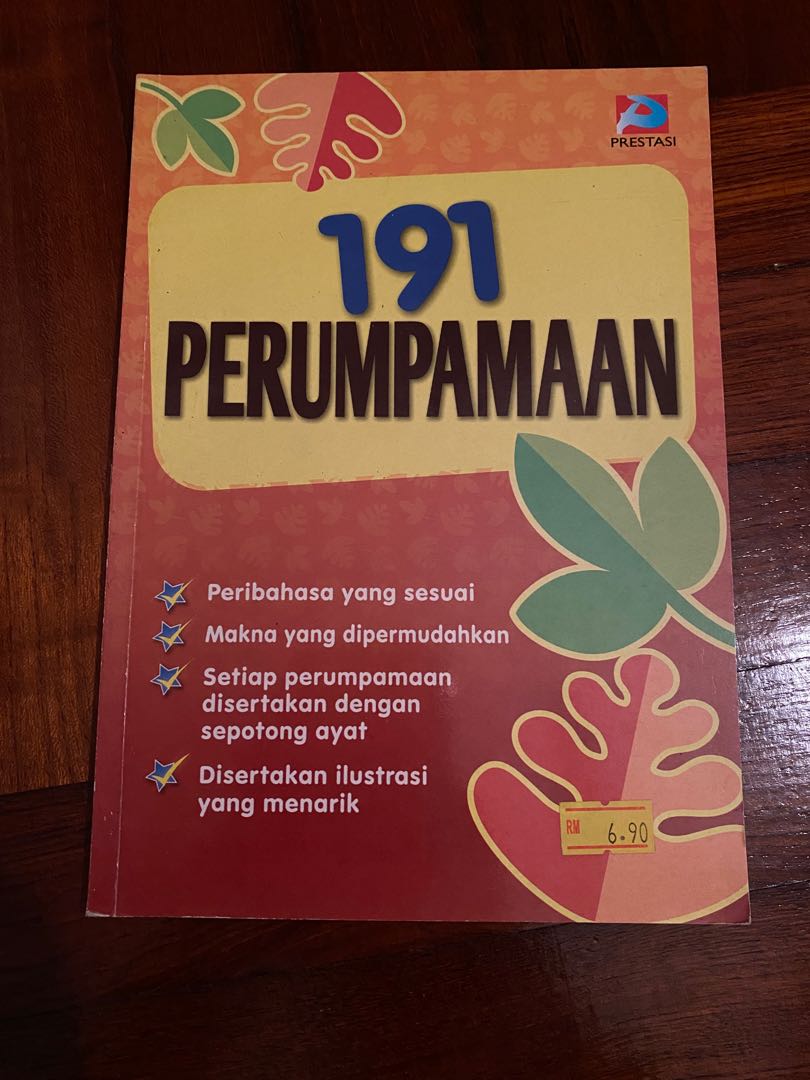 PRESTASI
191
PERUMPAMAAN
Peribahasa yang sesuai
Makna yang dipermudahkan
Setiap perumpamaan
disertakan dengan
sepotong ayat
Disertakan ilustrasi
yang menarik
RM 6.90